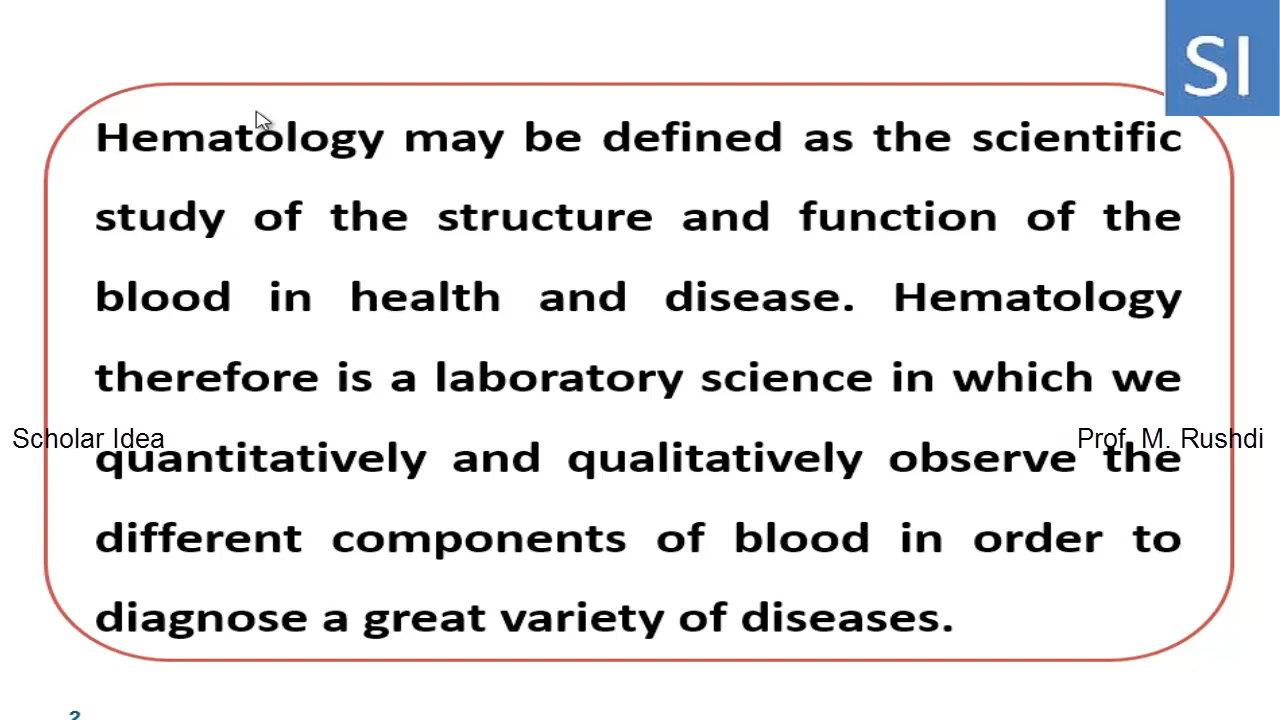 SI
Hematology may be defined as the scientific
study of the structure and function of the
blood in health and disease. Hematology
therefore is a laboratory science in which we
Scholar Idea
Prof. M. Rushdi
quantitatively and qualitatively observe the
different components of blood in order to
diagnose a great variety of diseases.
2